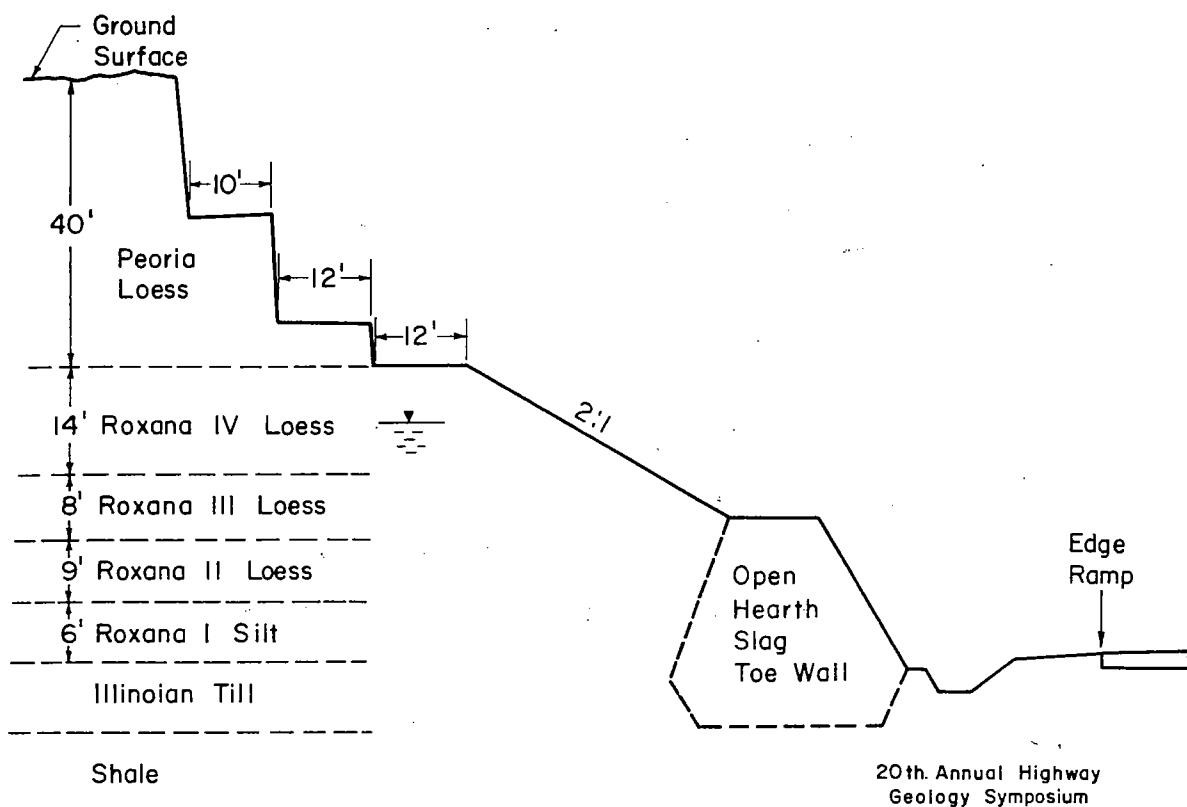 Ground
Surface
10'
40'
Peoria
Loess
12'
12'
14' Roxana IV Loess
2:1
8' Roxana III Loess
9' Roxana II Loess
6' Roxana I Silt
Illinoian Till
Shale
Open
Hearth
Slag
Toe Wall
Edge
Ramp
20th. Annual Highway
Geology Symposium